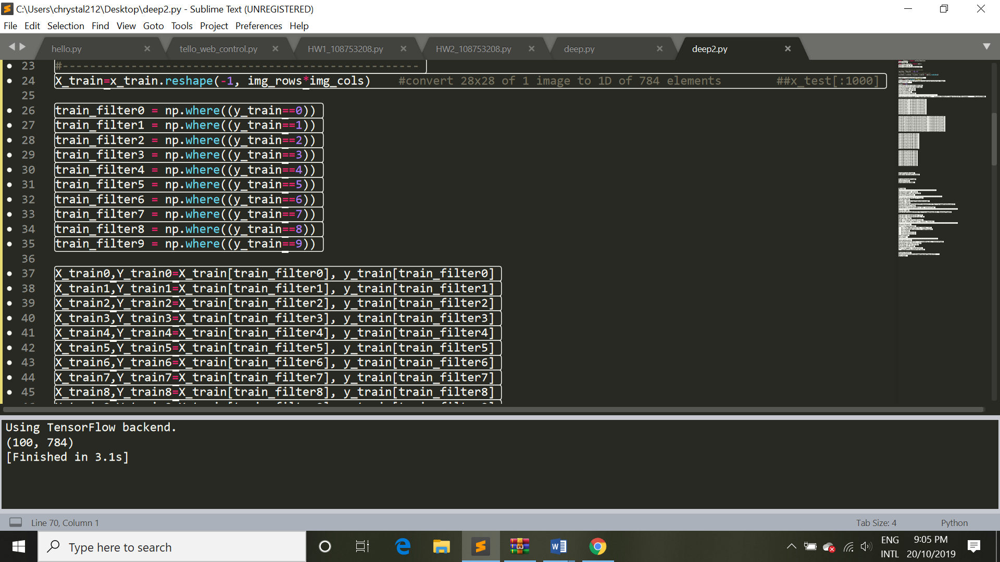 C:\Users\chrystal212\Desktop\deep2.py - Sublime Text (UNREGISTERED)
File Edit Selection Find View Goto Tools Project Preferences Help
hello.py tello_web_control.py HW1_108753208.py HW2_108753208.py deep.py deep2.py
23 #----------------------------------------------------
24 X_train=x_train.reshape(-1, img_rows*img_cols) #convert 28x28 of 1 image to 1D of 784 elements ##x_test[:1000]
25
26 train_filter0 = np.where((y_train==0))
27 train_filter1 = np.where((y_train==1))
28 train_filter2 = np.where((y_train==2))
29 train_filter3 = np.where((y_train==3))
30 train_filter4 = np.where((y_train==4))
31 train_filter5 = np.where((y_train==5))
32 train_filter6 = np.where((y_train==6))
33 train_filter7 = np.where((y_train==7))
34 train_filter8 = np.where((y_train==8))
35 train_filter9 = np.where((y_train==9))
36
37 X_train0,Y_train0=X_train[train_filter0], y_train[train_filter0]
38 X_train1,Y_train1=X_train[train_filter1], y_train[train_filter1]
39 X_train2,Y_train2=X_train[train_filter2], y_train[train_filter2]
40 X_train3,Y_train3=X_train[train_filter3], y_train[train_filter3]
41 X_train4,Y_train4=X_train[train_filter4], y_train[train_filter4]
42 X_train5,Y_train5=X_train[train_filter5], y_train[train_filter5]
43 X_train6,Y_train6=X_train[train_filter6], y_train[train_filter6]
44 X_train7,Y_train7=X_train[train_filter7], y_train[train_filter7]
45 X_train8,Y_train8=X_train[train_filter8], y_train[train_filter8]
Using TensorFlow backend.
(100, 784)
[Finished in 3.1s]
Line 70, Column 1 Tab Size: 4 Python
Type here to search
ENG 9:05 PM
INTL 20/10/2019